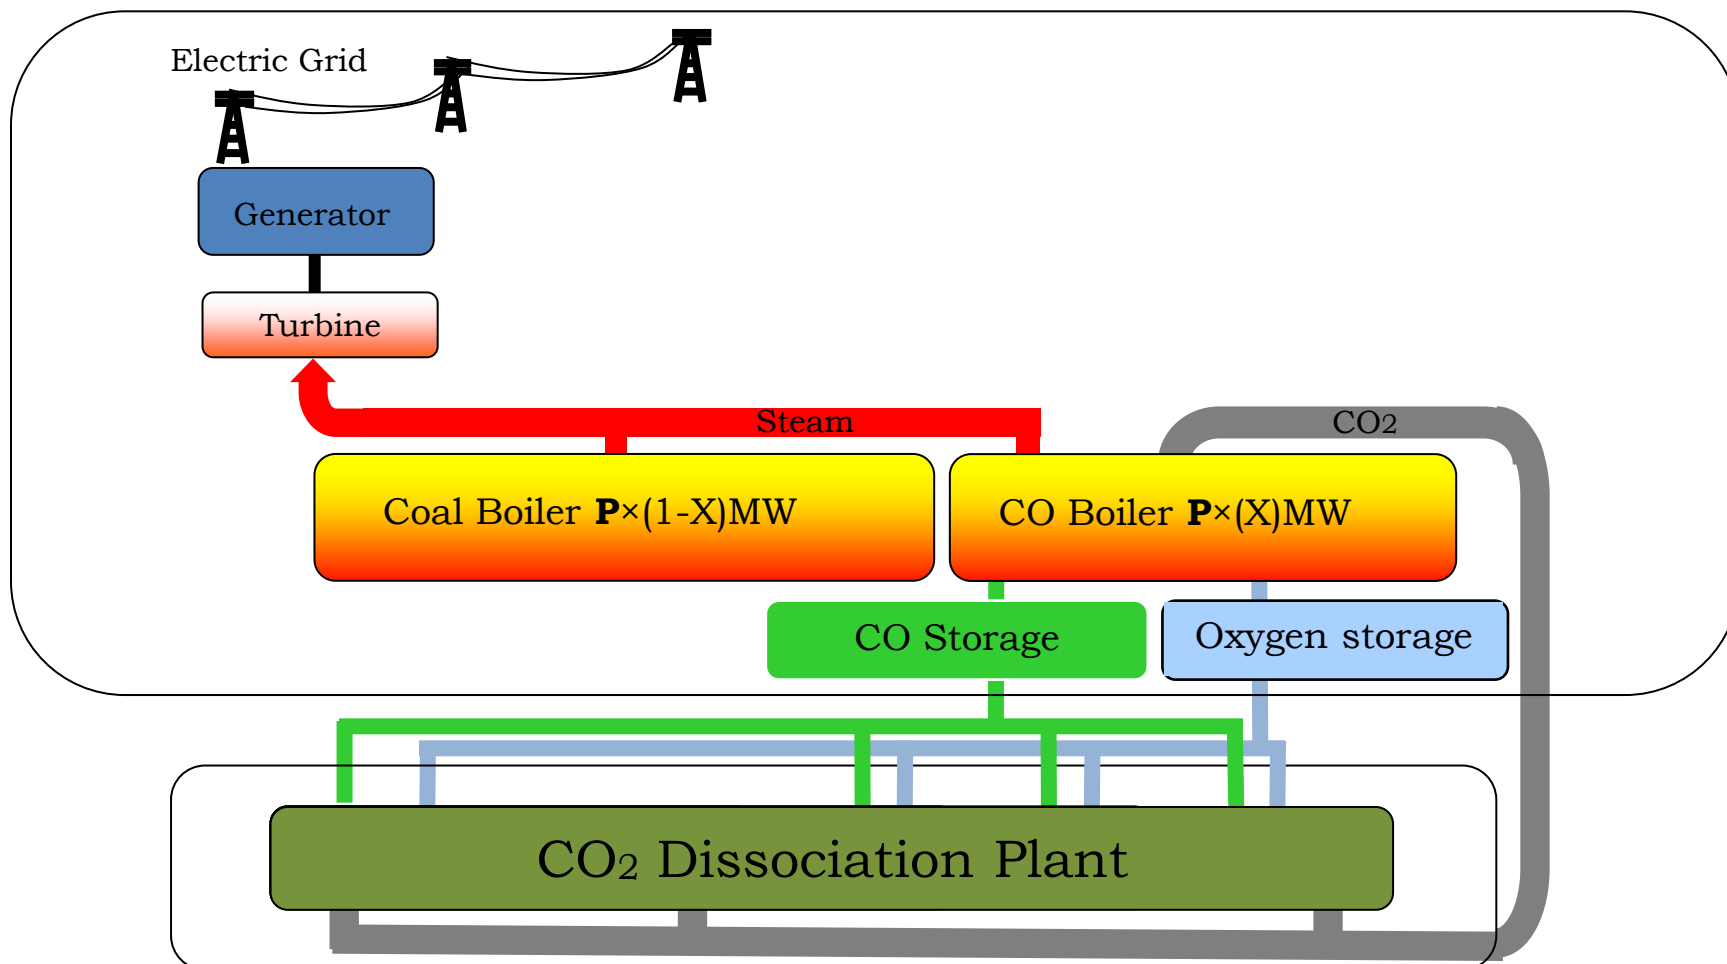 Electric Grid
Generator
Turbine
Steam
CO2
Coal Boiler P×(1-X)MW
CO Boiler P×(X)MW
CO Storage
Oxygen storage
CO₂ Dissociation Plant